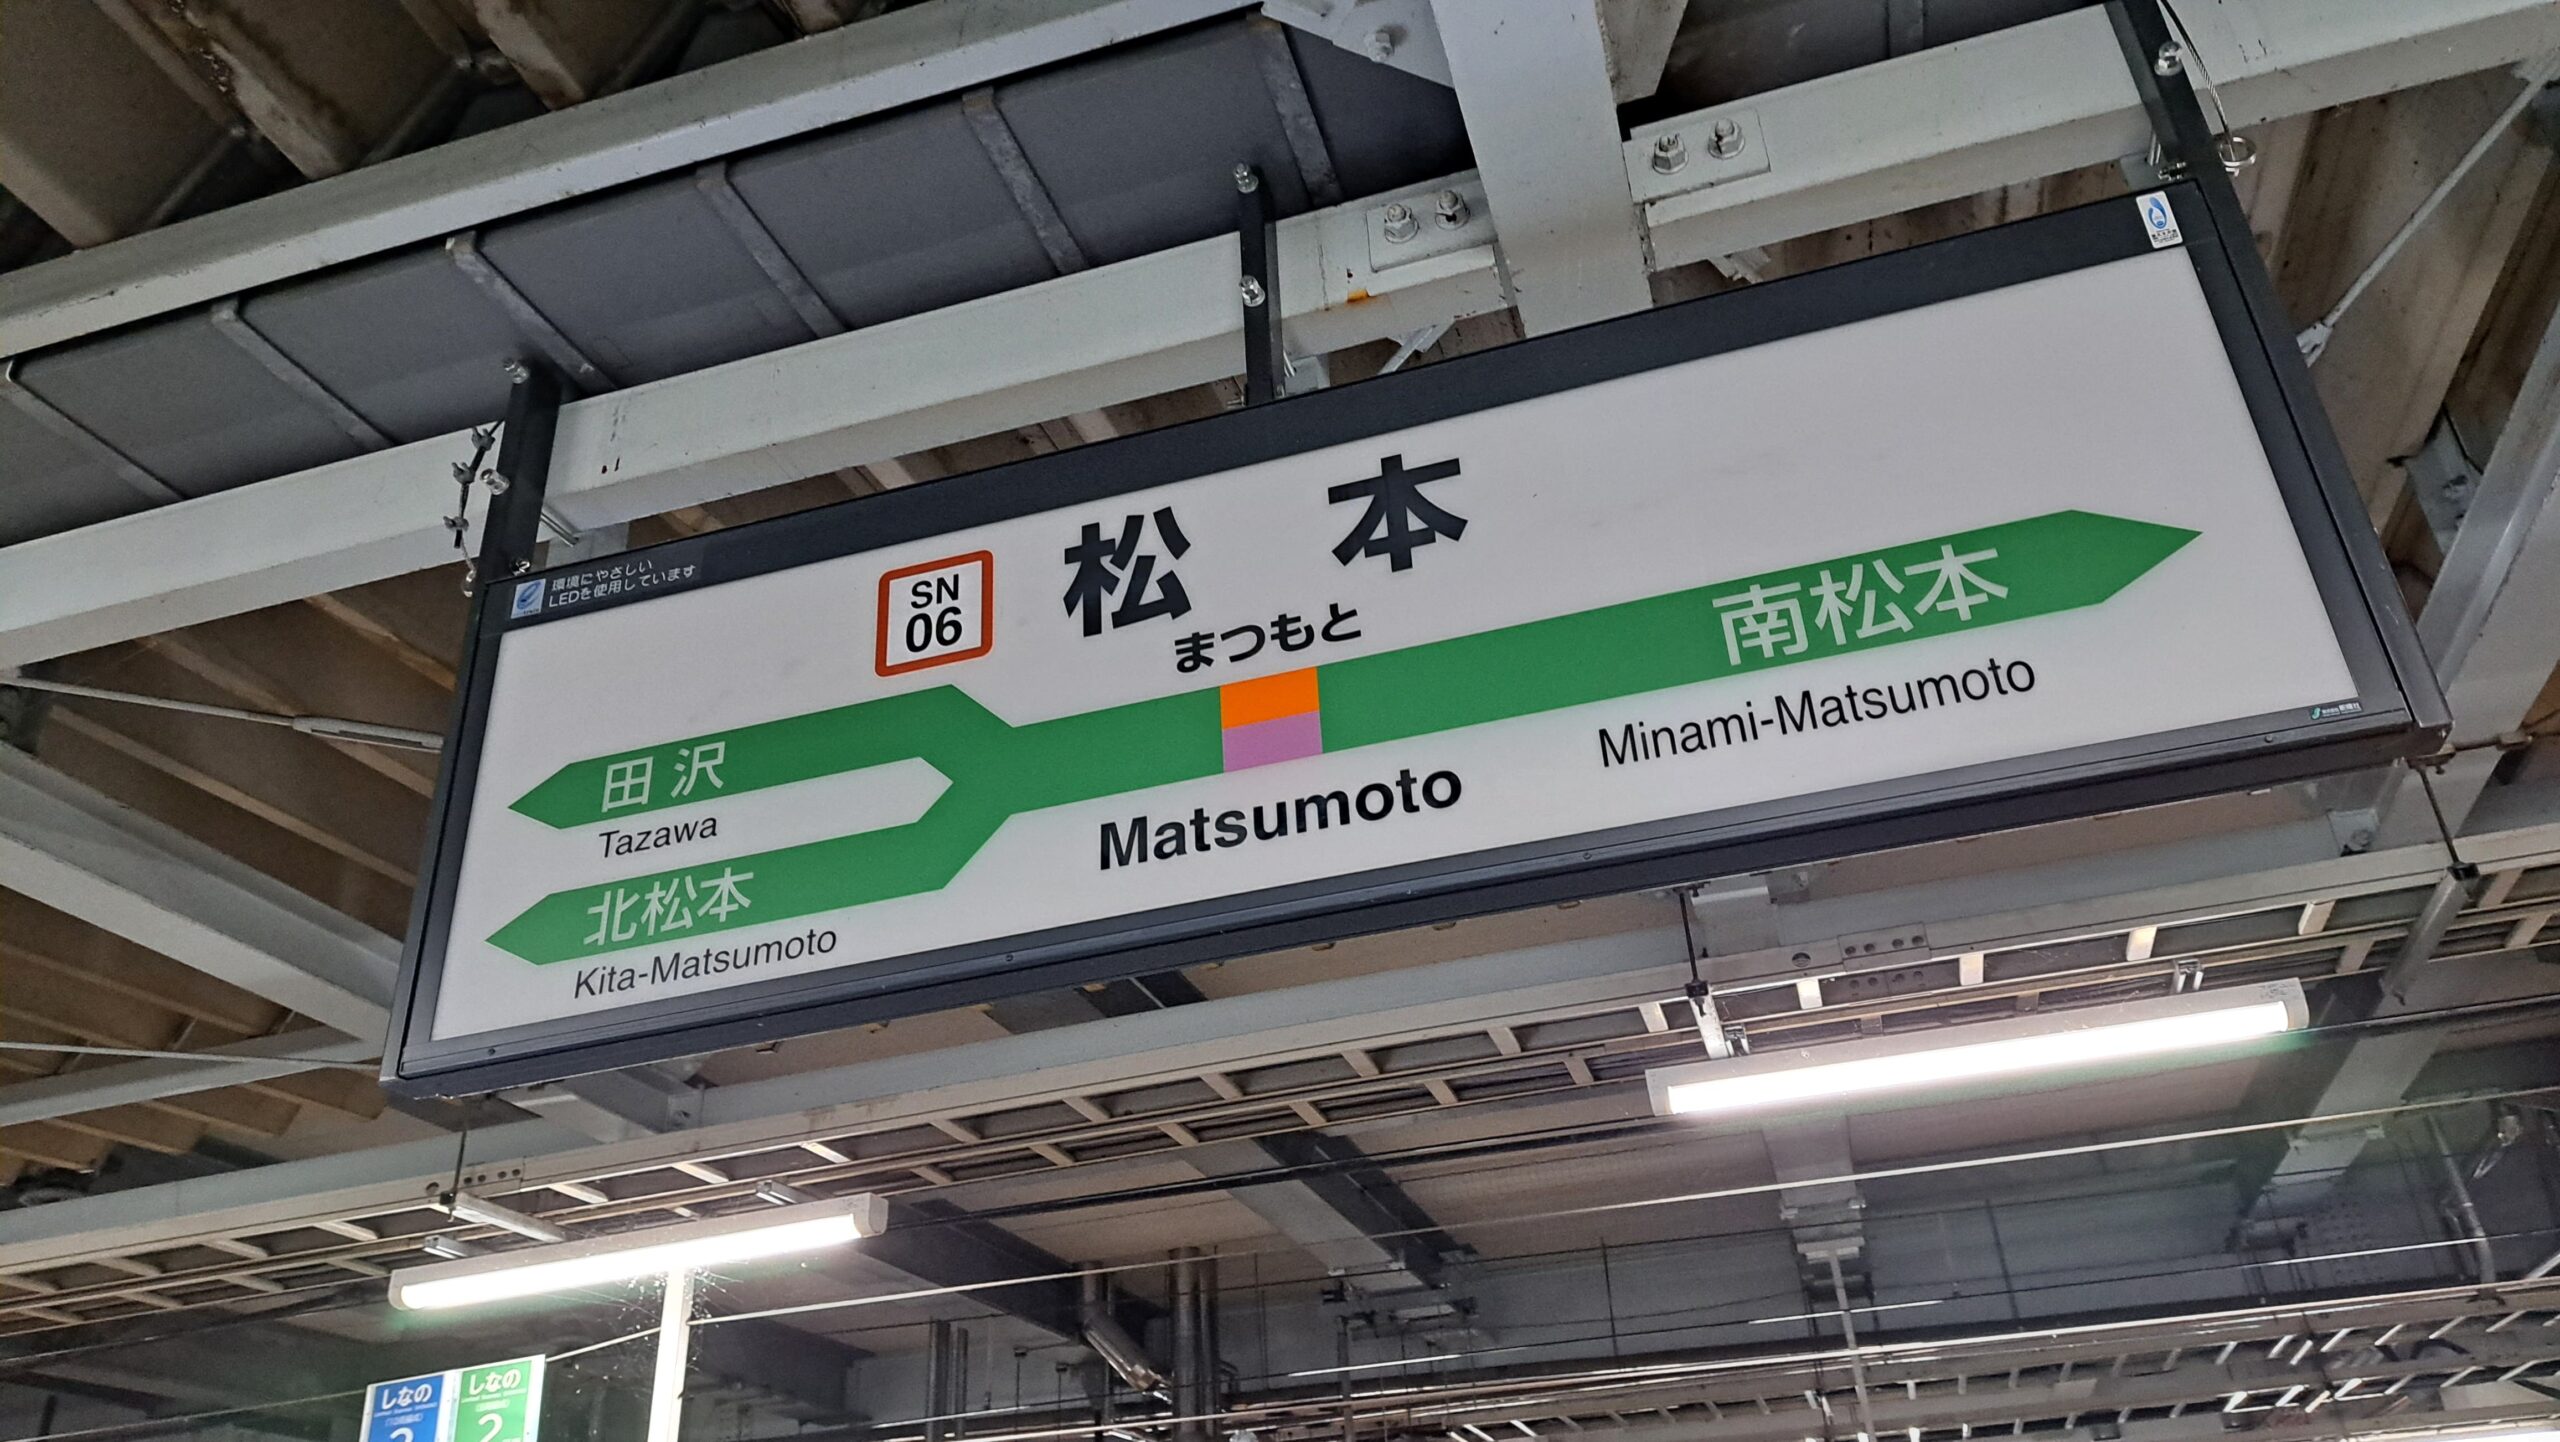 環境にやさしい
LEDを使用しています
SN
06
松本
まつもと
Matsumoto
田沢
Tazawa
北松本
Kita-Matsumoto
南松本
Minami-Matsumoto
しなの
しなの
2